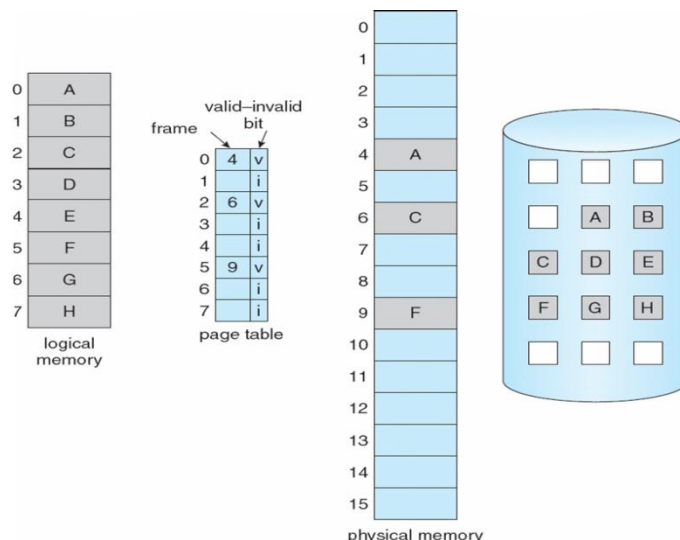 0 A
1 B
2 C
3 D
4 E
5 F
6 G
7 H
logical
memory
valid–invalid
bit
frame
0 4 v
1 i
2 6 v
3 i
4 i
5 9 v
6 i
7 i
page table
0
1
2
3
4 A
5
6 C
7
8
9 F
10
11
12
13
14
15
physical memory
A B
C D E
F G H